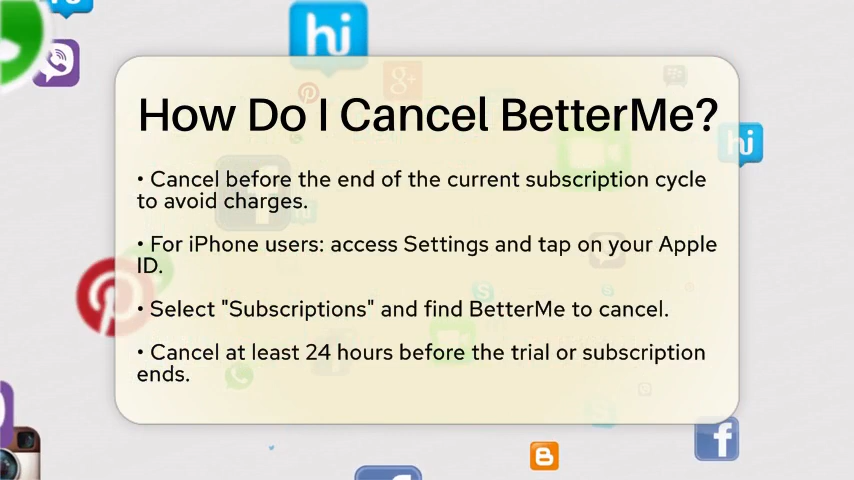 hi
How Do I Cancel BetterMe?
hi
• Cancel before the end of the current subscription cycle
to avoid charges.
• For iPhone users: access Settings and tap on your Apple
ID.
• Select "Subscriptions" and find BetterMe to cancel.
• Cancel at least 24 hours before the trial or subscription
ends.